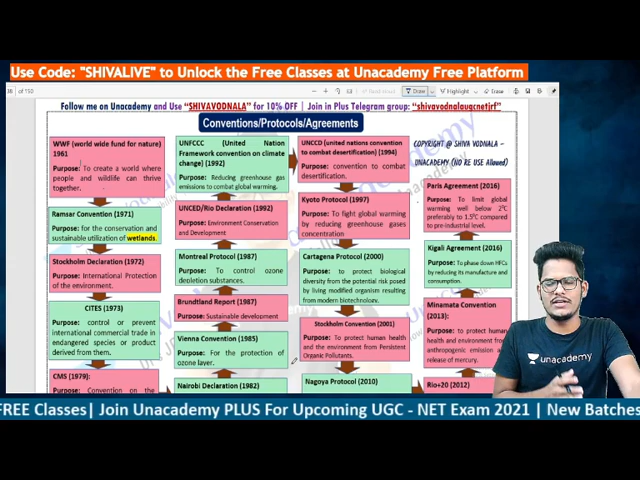 Use Code: "SHIVALIVE" to Unlock the Free Classes at Unacademy Free Platform
38 of 110
Draw
Highlight
Erase
Follow me on Unacademy and Use "SHIVAVODNALA" for 10% OFF | Join in Plus Telegram group: "shivavodnalaugcnetjrf"
Conventions/Protocols/Agreements
WWF (world wide fund for nature)
1961
Purpose: To create a world where
people and wildlife can thrive
together.
Ramsar Convention (1971)
Purpose: for the conservation and
sustainable utilization of wetlands.
Stockholm Declaration (1972)
Purpose: International Protection
of the environment.
CITES (1973)
Purpose: control or prevent
international commercial trade in
endangered species or product
derived from them.
CMS (1979):
Purpose: Convention on the
UNFCCC (United Nation
Framework convention on climate
change) (1992)
Purpose: Reducing greenhouse gas
emissions to combat global warming.
UNCED/Rio Declaration (1992)
Purpose: Environment Conservation
and Development
Montreal Protocol (1987)
Purpose: To control ozone
depletion substances.
Brundtland Report (1987)
Purpose: Sustainable development
Vienna Convention (1985)
Purpose: For the protection of
ozone layer.
Nairobi Declaration (1982)
UNCCD (united nations convention
to combat desertification) (1994)
Purpose: convention to combat
desertification.
Kyoto Protocol (1997)
Purpose: To fight global warming
by reducing greenhouse gases
concentration
Cartagena Protocol (2000)
Purpose: to protect biological
diversity from the potential risk posed
by living modified organism resulting
from modern biotechnology.
Stockholm Convention (2001)
Purpose: To protect human health
and the environment from Persistent
Organic Pollutants.
Nagoya Protocol (2010)
COPYRIGHT @ SHIVA VODNALA -
UNACADEMY (NO RE USE Allowed)
Paris Agreement (2016)
Purpose: To limit global
warming well below 2°C
preferably to 1.5°C compared
to pre-industrial level.
Kigali Agreement (2016)
Purpose: To phase down HFCs
by reducing its manufacture and
consumption.
Minamata Convention
(2013):
Purpose: to protect human
health and environment from
anthropogenic emission a
release of mercury.
Rio+20 (2012)
unacademy
FREE Classes| Join Unacademy PLUS For Upcoming UGC - NET Exam 2021 | New Batches